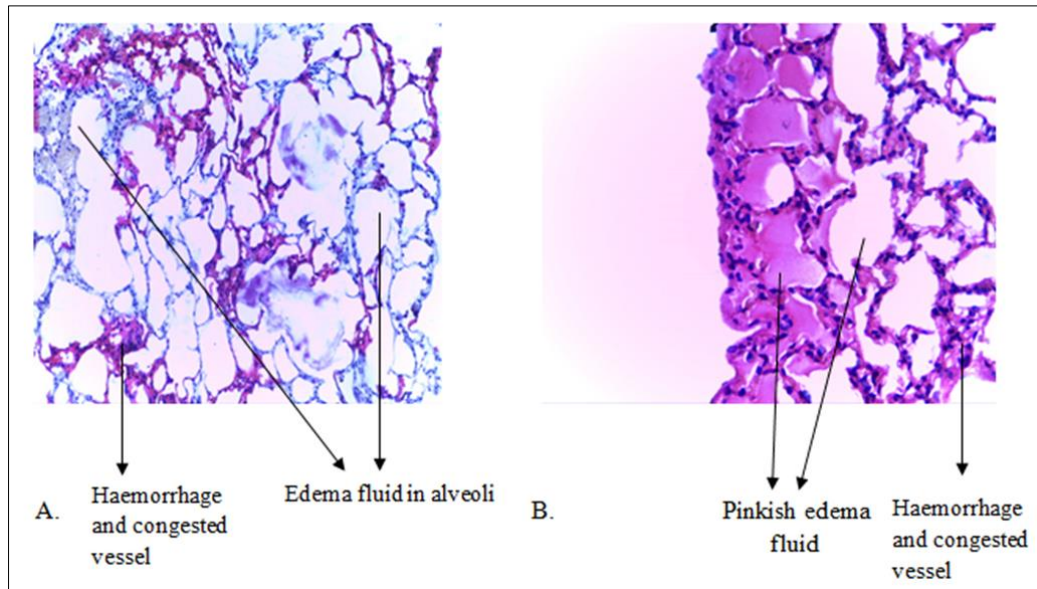 A.
Haemorrhage
and congested
vessel
Edema fluid in alveoli
B.
Pinkish edema
fluid
Haemorrhage
and congested
vessel